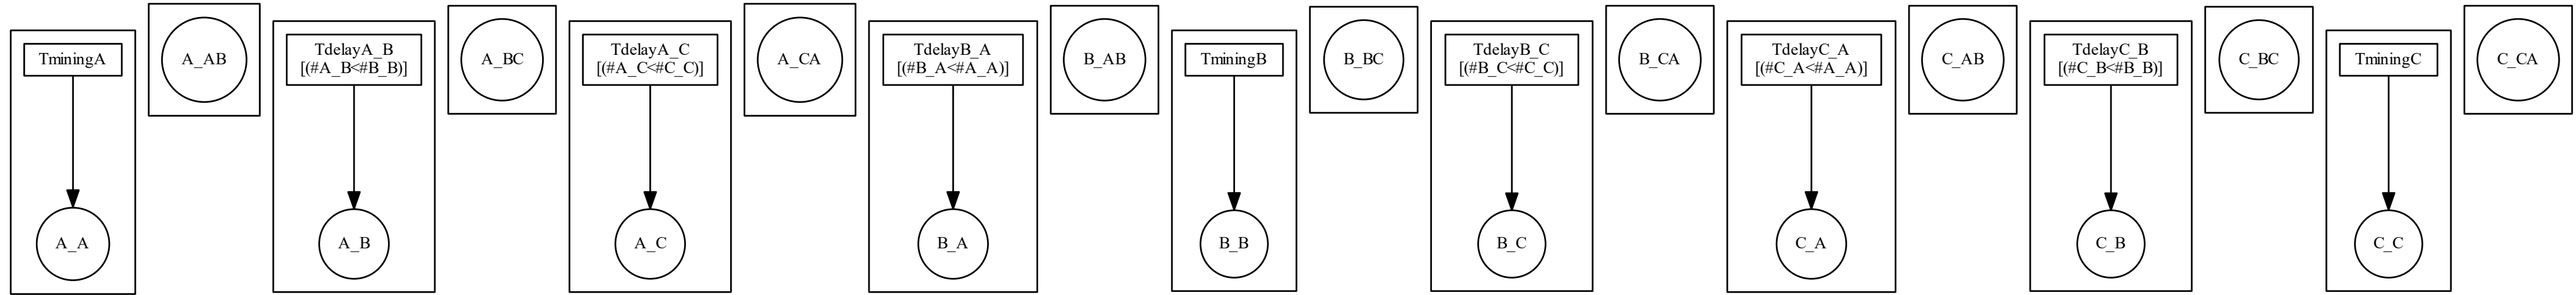 TminingA
A_A
A_AB
TdelayA_B
[(#A_B<#B_B)]
A_B
A_BC
TdelayA_C
[(#A_C<#C_C)]
A_C
A_CA
TdelayB_A
[(#B_A<#A_A)]
B_A
B_AB
TminingB
B_B
B_BC
TdelayB_C
[(#B_C<#C_C)]
B_C
B_CA
TdelayC_A
[(#C_A<#A_A)]
C_A
C_AB
TdelayC_B
[(#C_B<#B_B)]
C_B
C_BC
TminingC
C_C
C_CA